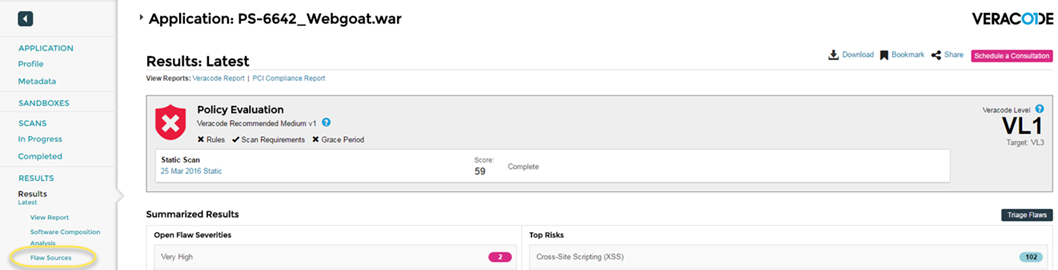 Application: PS-6642_Webgoat.war
VERACODE
APPLICATION
Profile
Metadata
SANDBOXES
SCANS
In Progress
Completed
RESULTS
Results
Latest
View Report
Software Composition
Analysis
Flaw Sources
Results: Latest
Download Bookmark Share Schedule a Consultation
View Reports: Veracode Report | PCI Compliance Report
Policy Evaluation
Veracode Recommended Medium v1 ?
Rules Scan Requirements Grace Period
Veracode Level ?
VL1
Target: VL3
Static Scan
25 Mar 2016 Static
Score:
59
Complete
Summarized Results
Triage Flaws
Open Flaw Severities
Very High 2
Top Risks
Cross-Site Scripting (XSS) 102